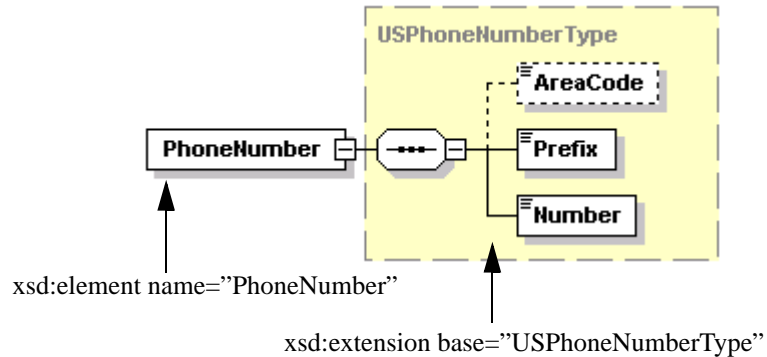 USPhoneNumberType
AreaCode
PhoneNumber
Prefix
Number
xsd:element name=”PhoneNumber”
xsd:extension base=”USPhoneNumberType”